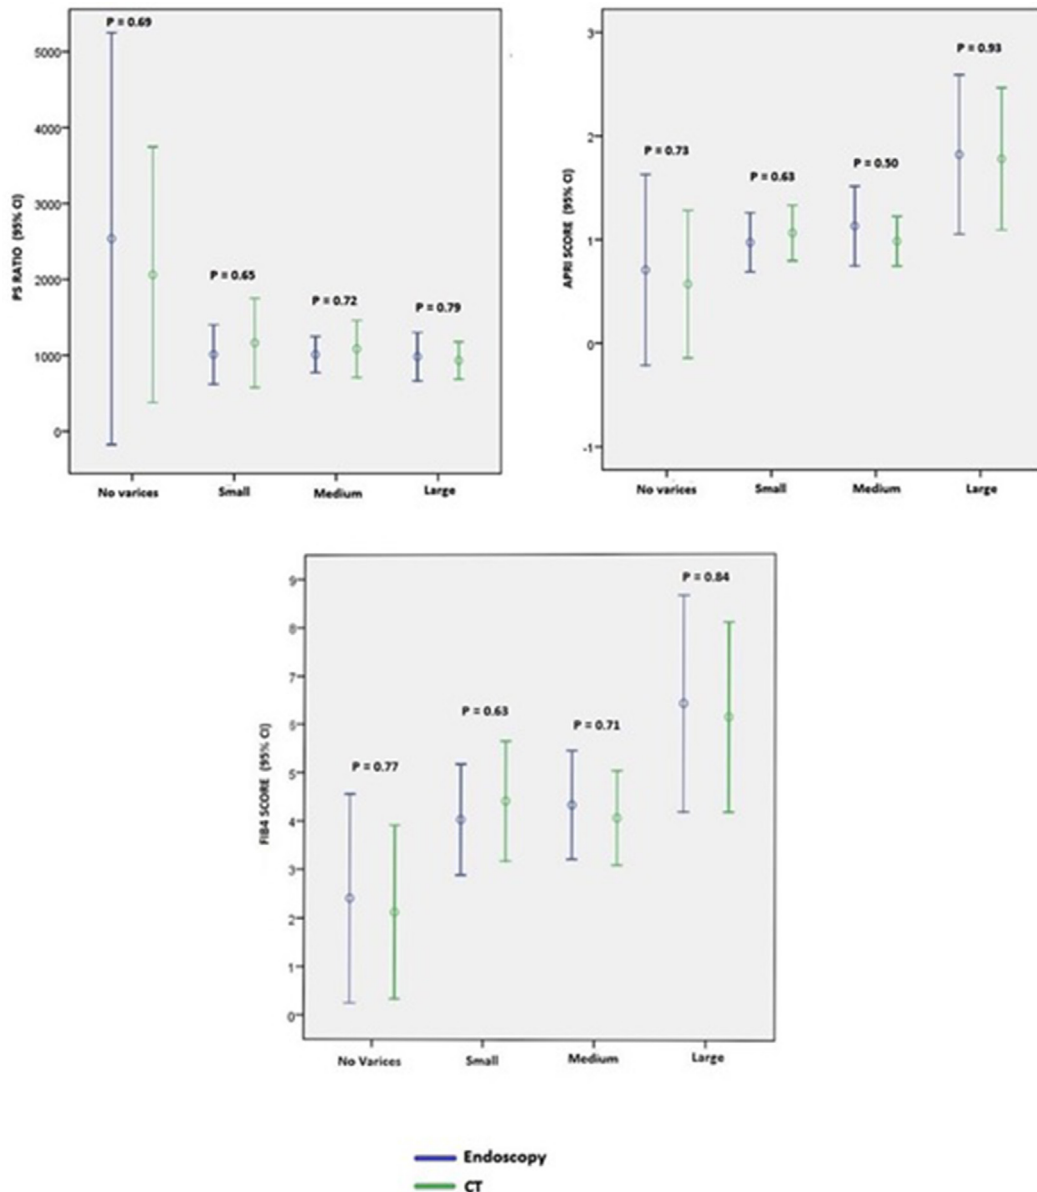 P = 0.69
5000
4000
3000
2000
1000
0
PS RATIO (95% CI)
P = 0.65
P = 0.72
P = 0.79
No varices Small Medium Large
3
2
1
0
-1
APRI SCORE (95% CI)
P = 0.73
P = 0.63
P = 0.50
P = 0.93
No varices Small Medium Large
9
8
7
6
5
4
3
2
1
0
FIB4 SCORE (95% CI)
P = 0.77
P = 0.63
P = 0.71
P = 0.84
No Varices Small Medium Large
Endoscopy
CT